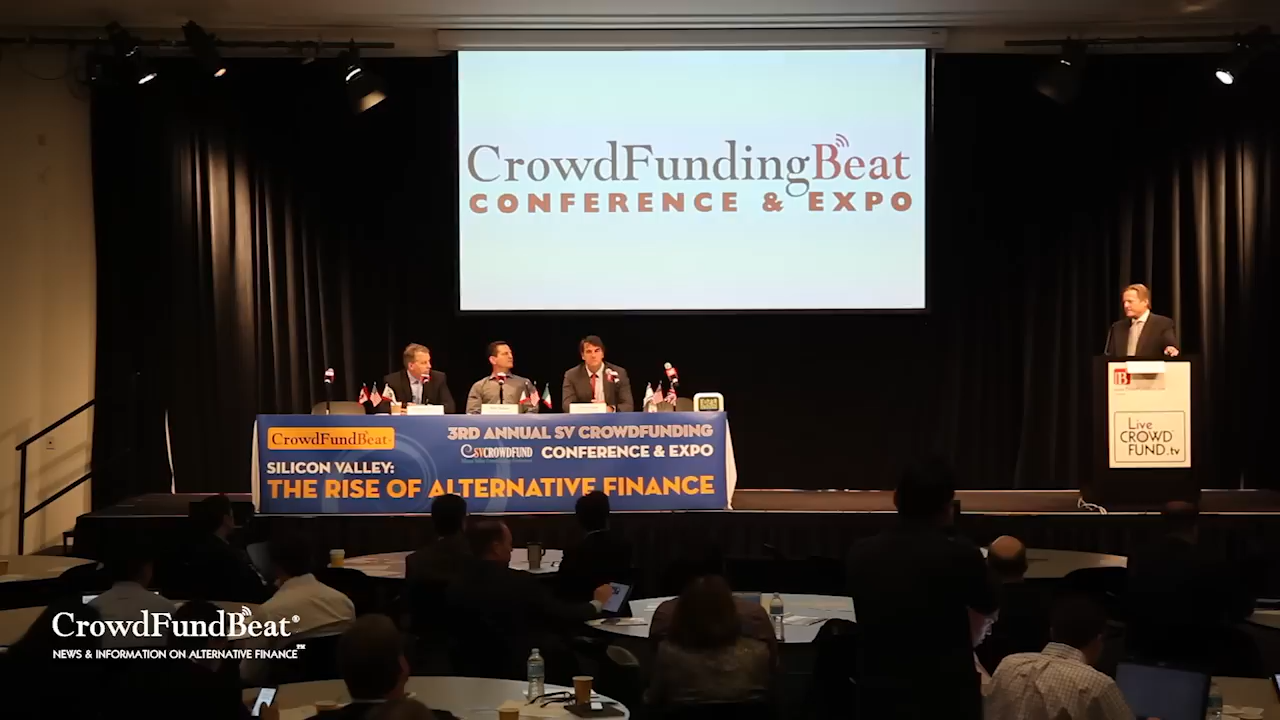 CrowdFundingBeat
CONFERENCE & EXPO
CrowdFundBeat
3RD ANNUAL SV CROWDFUNDING
SVCROWDFUND
CONFERENCE & EXPO
SILICON VALLEY:
THE RISE OF ALTERNATIVE FINANCE
B
Live
CROWD
FUND.tv
CrowdFundBeat®
NEWS & INFORMATION ON ALTERNATIVE FINANCE™